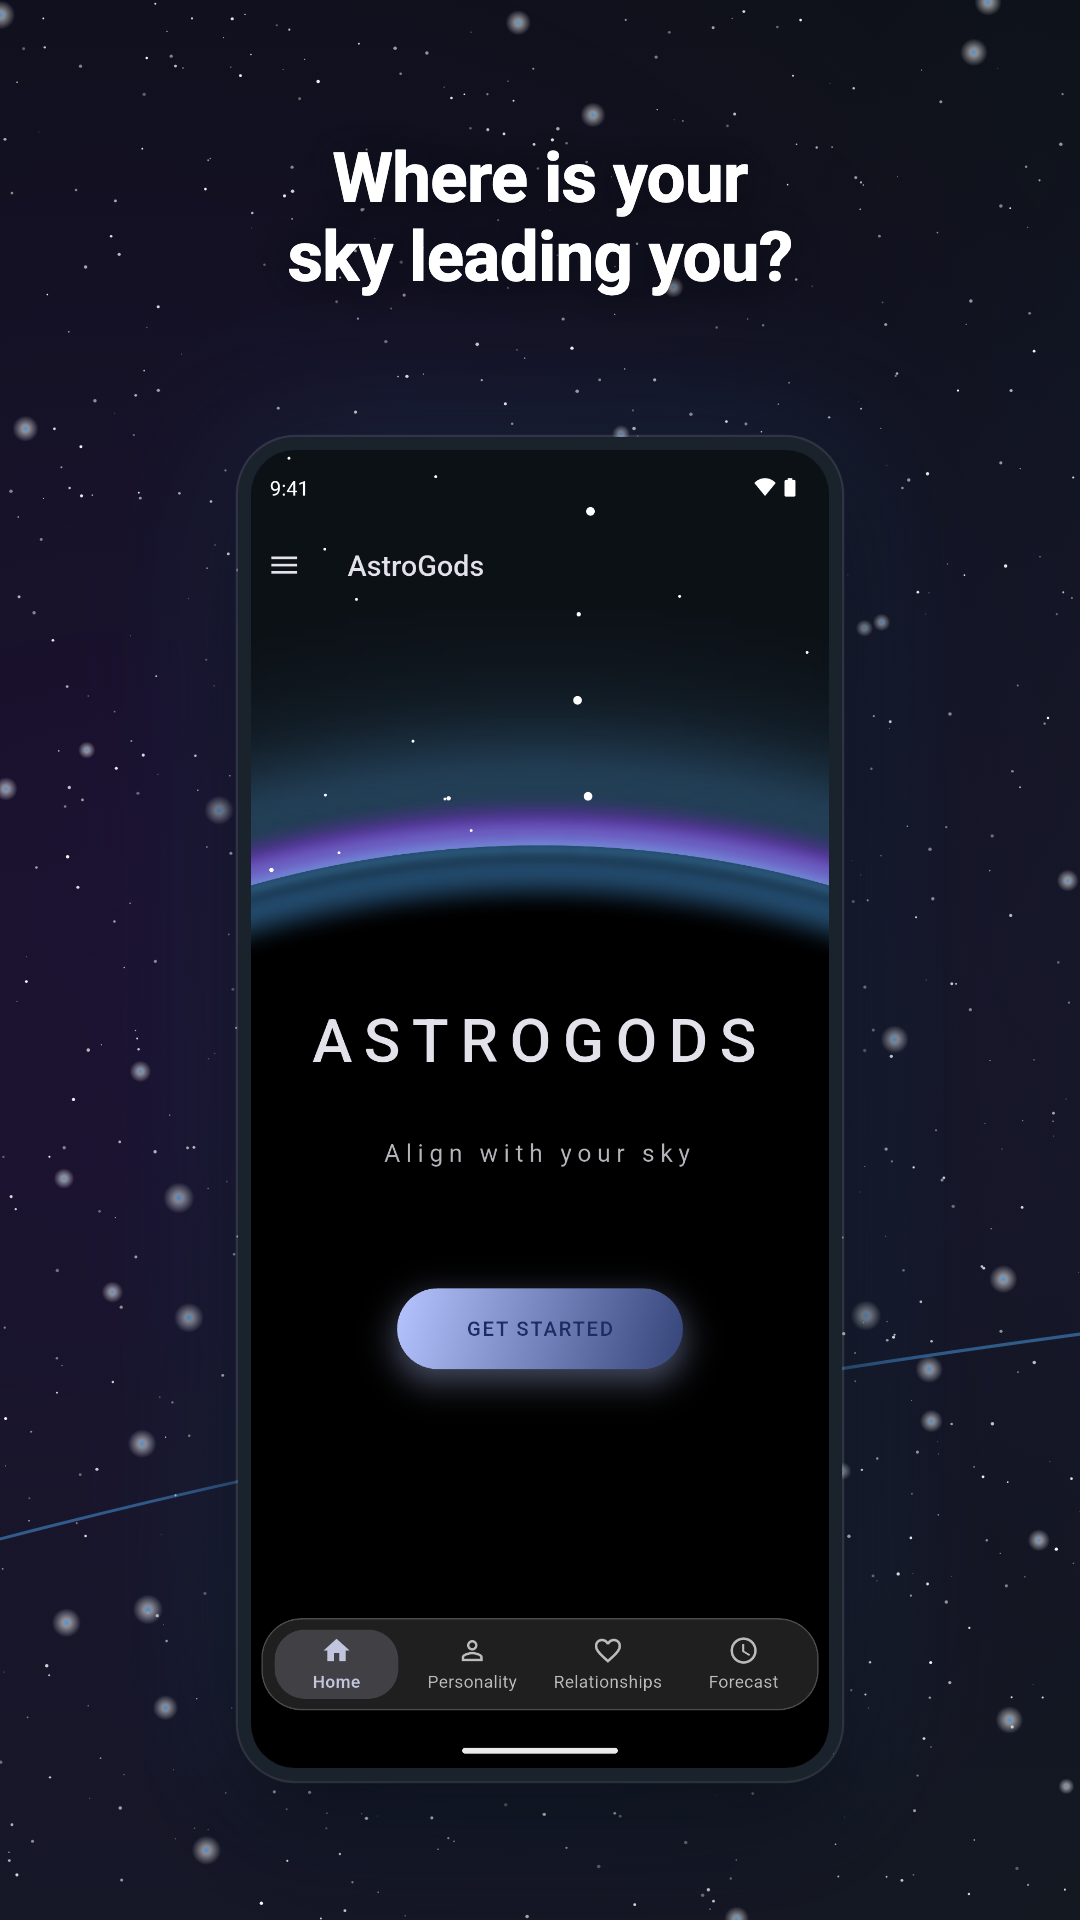 Where is your
sky leading you?
9:41
AstroGods
ASTROGODS
Align with your sky
GET STARTED
Home
Personality
Relationships
Forecast